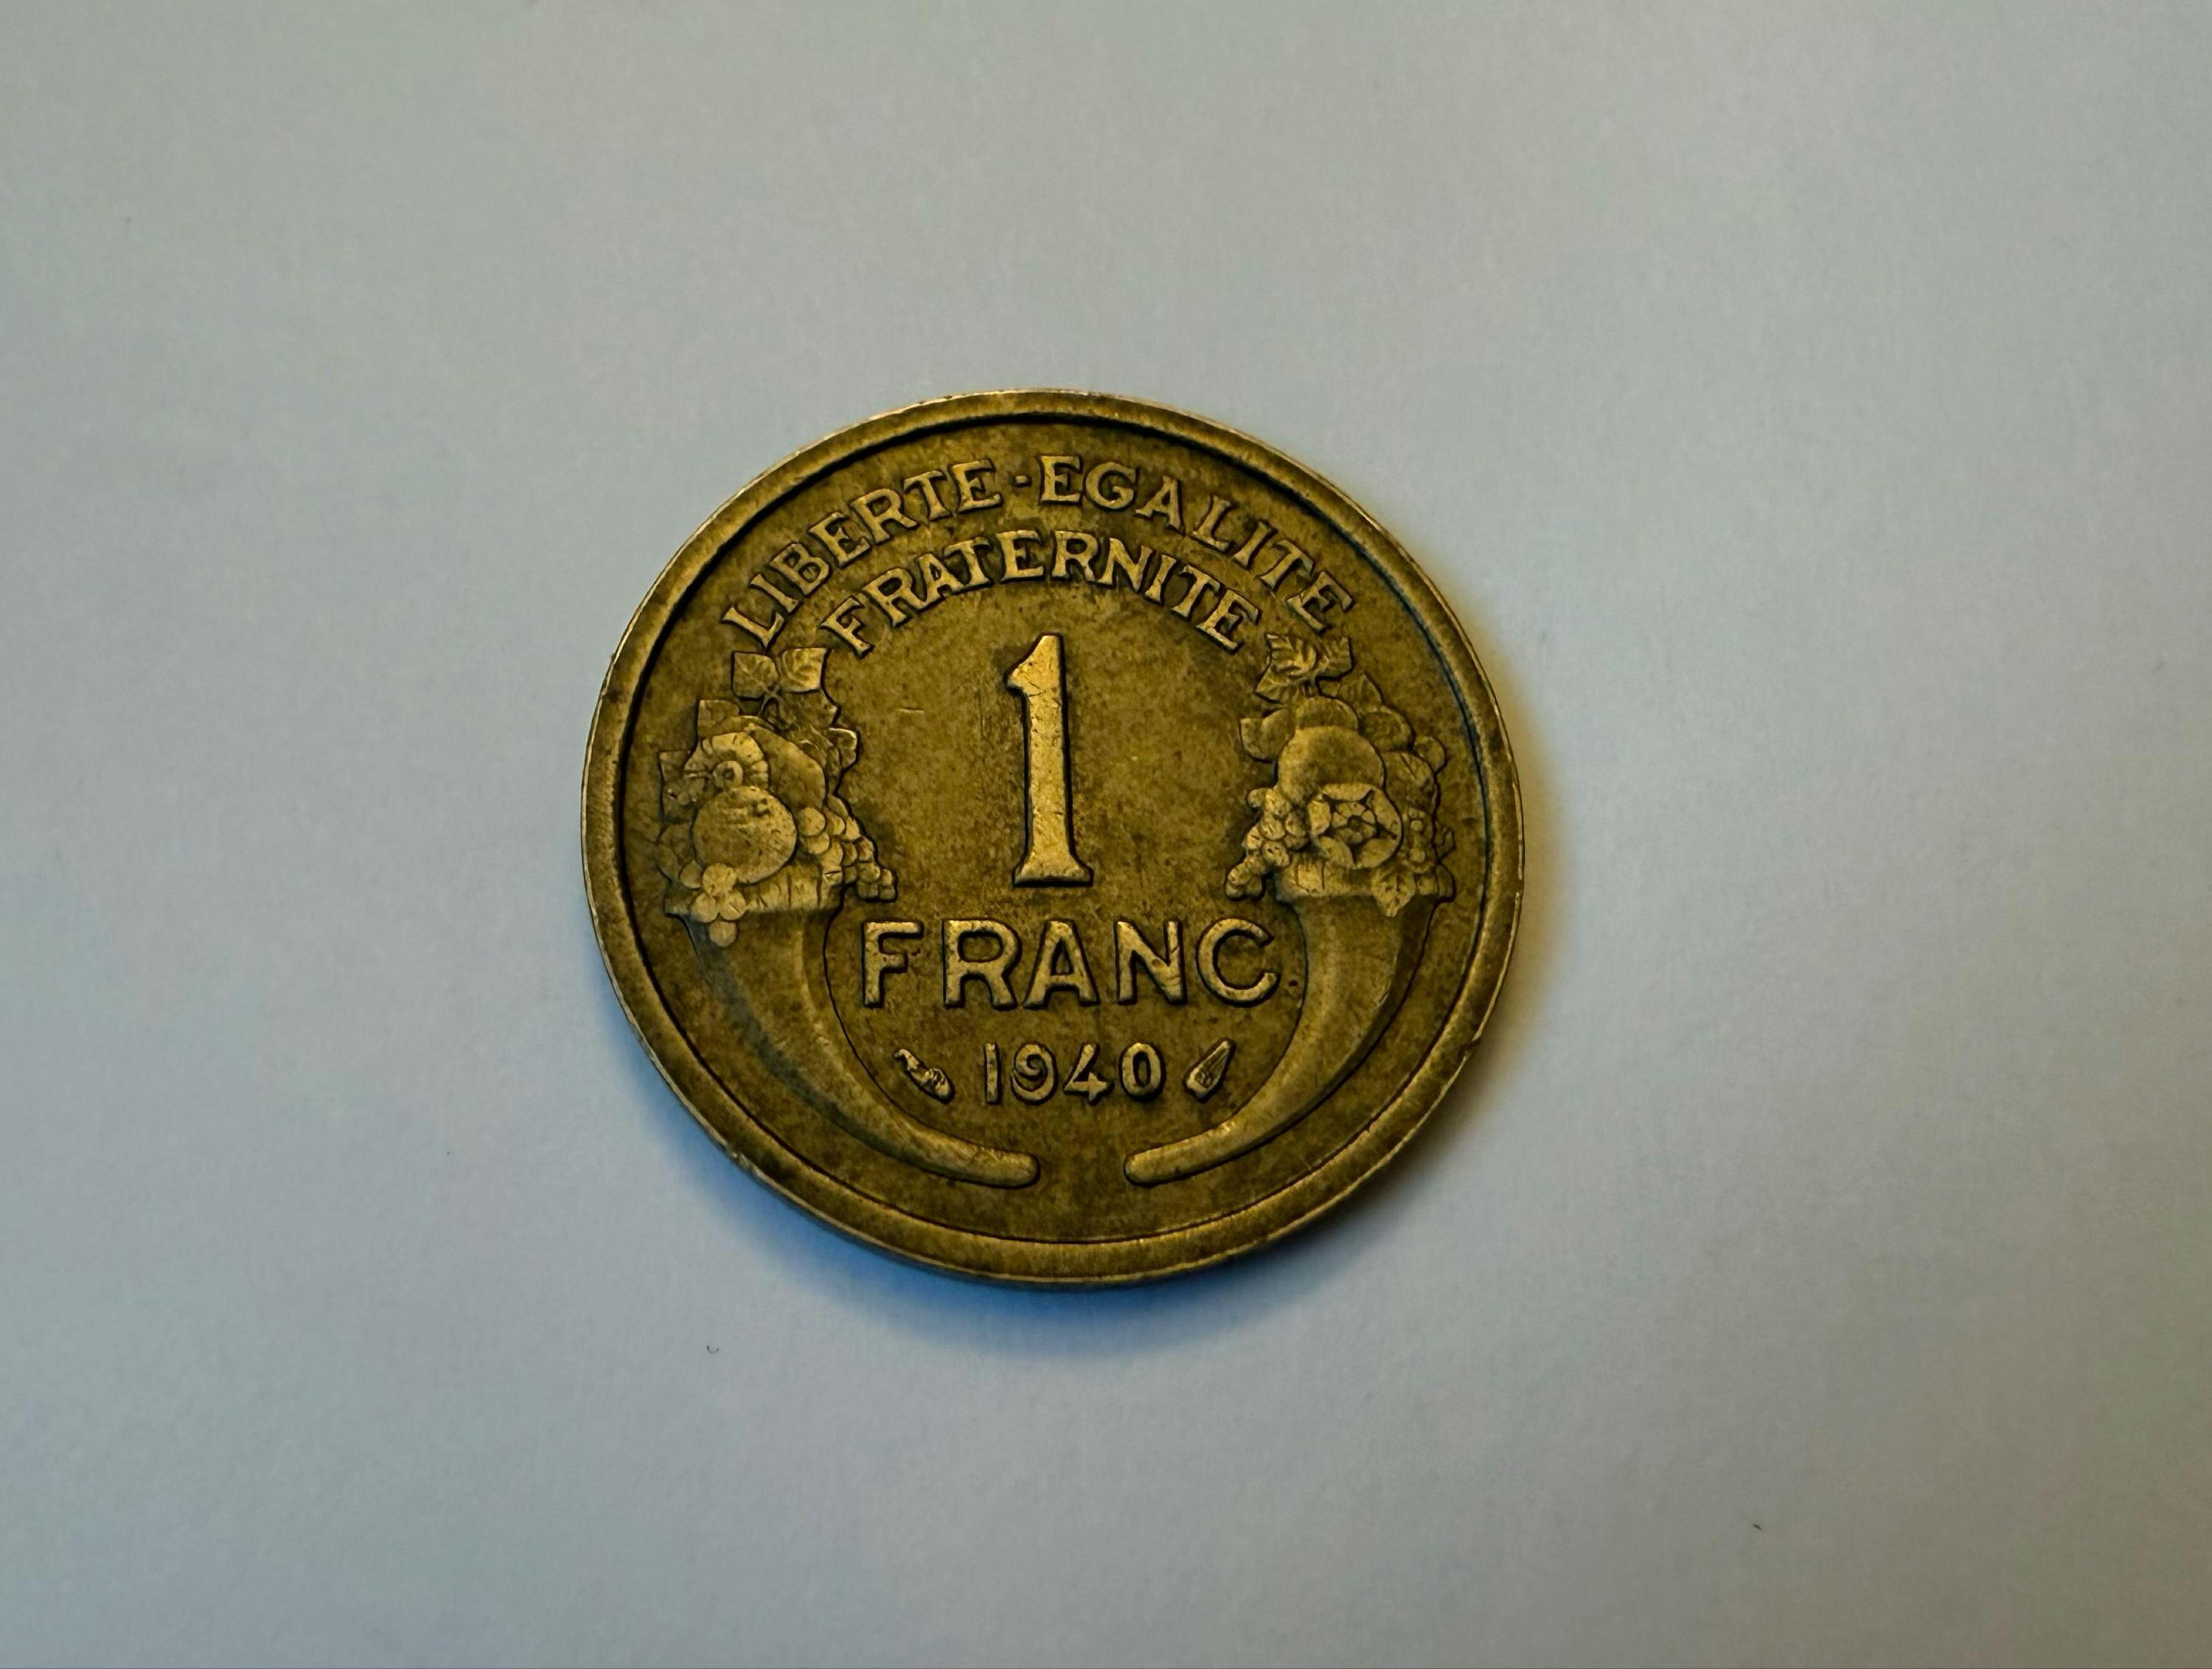 LIBERTE·EGALITE
FRATERNITE
1
FRANC
1940